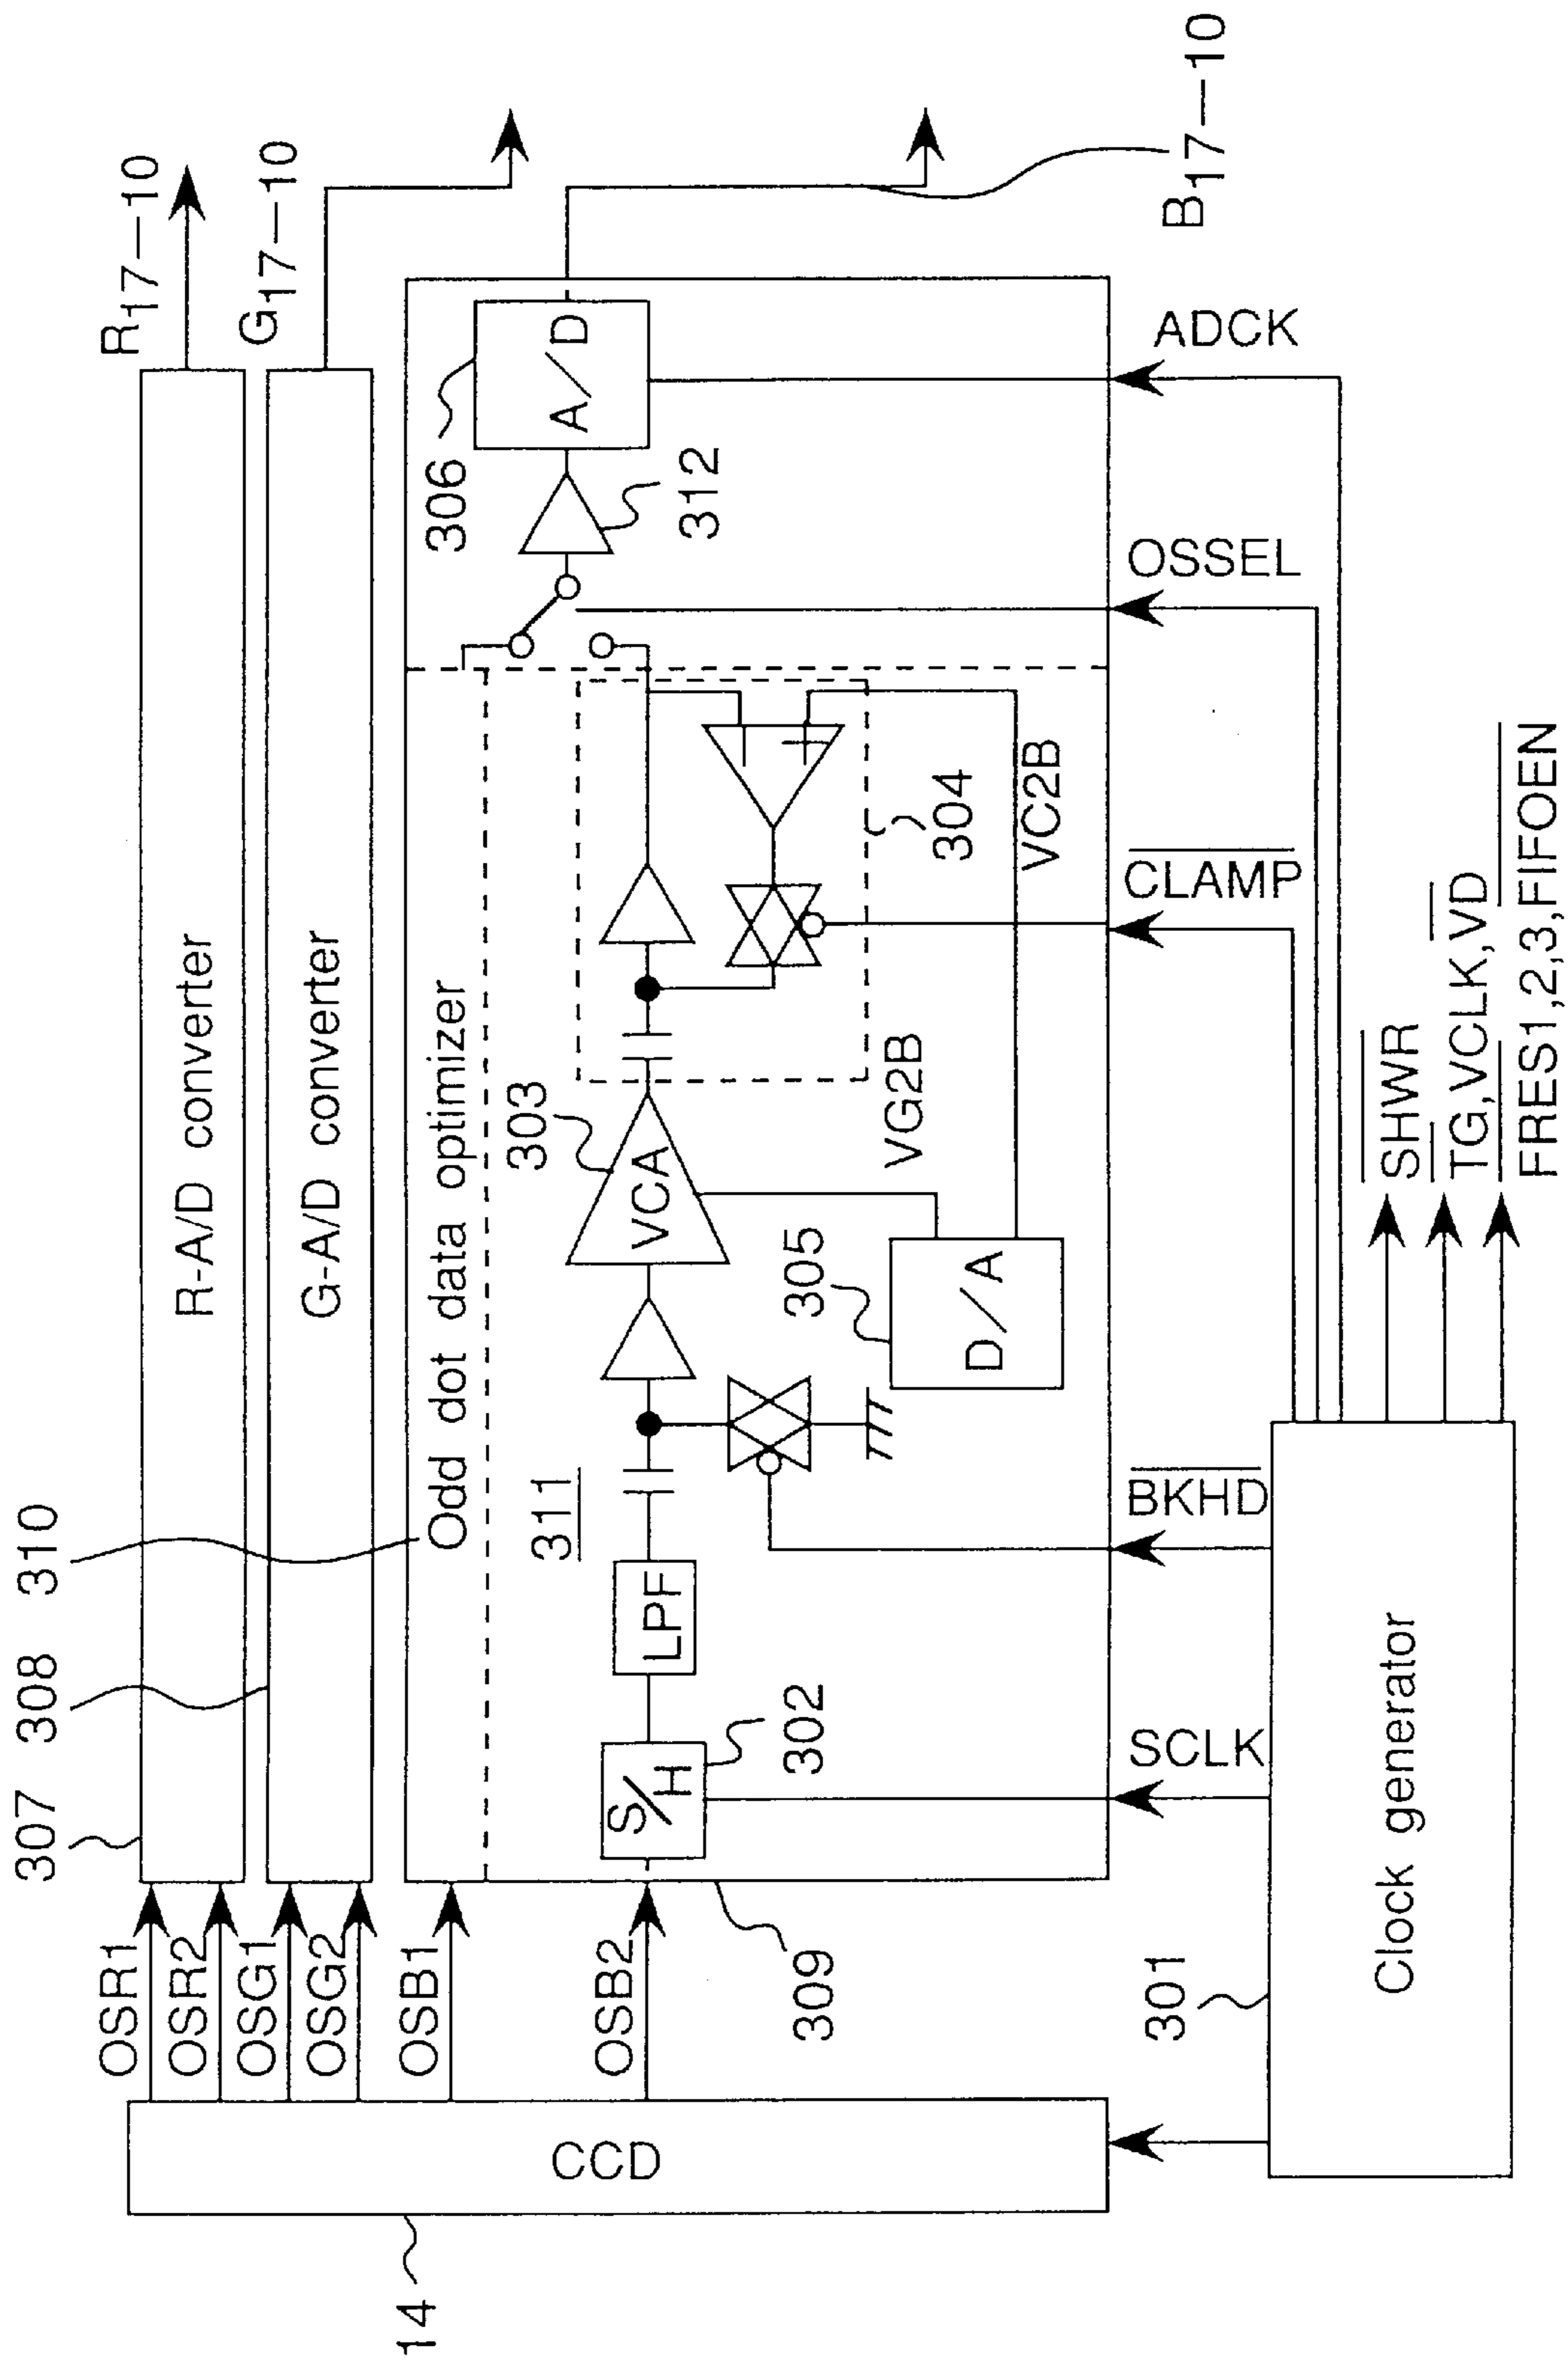 14
CCD
OSR1
OSR2
OSG1
OSG2
OSB1
OSB2
307
308
310
R-A/D converter
G-A/D converter
R17—10
G17—10
B17—10
Odd dot data optimizer
309
S/H
302
LPF
311
VCA
303
305
D/A
VG2B
VC2B
304
306
A/D
312
SCLK
BKHD
CLAMP
OSSEL
ADCK
301
Clock generator
SHWR
TG,VCLK,VD
FRES1,2,3,FIFOEN